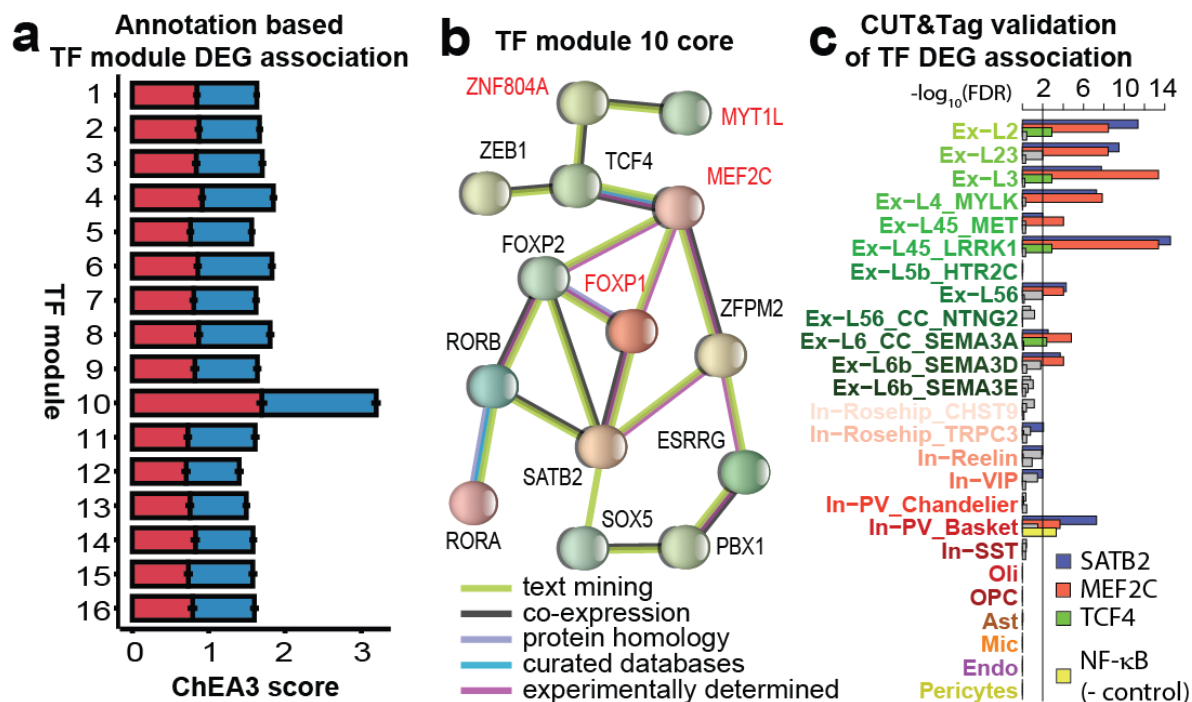 a
Annotation based
TF module DEG association
TF module
1
2
3
4
5
6
7
8
9
10
11
12
13
14
15
16
0 1 2 3
ChEA3 score
b
TF module 10 core
ZNF804A
MYT1L
ZEB1
TCF4
MEF2C
FOXP2
FOXP1
ZFPM2
RORB
ESRRG
SATB2
SOX5
RORA
PBX1
text mining
co-expression
protein homology
curated databases
experimentally determined
c
CUT&Tag validation
of TF DEG association
-log10(FDR) 2 6 10 14
Ex-L2
Ex-L23
Ex-L3
Ex-L4_MYLK
Ex-L45_MET
Ex-L45_LRRK1
Ex-L5b_HTR2C
Ex-L56
Ex-L56_CC_NTNG2
Ex-L6_CC_SEMA3A
Ex-L6b_SEMA3D
Ex-L6b_SEMA3E
In-Rosehip_CHST9
In-Rosehip_TRPC3
In-Reelin
In-VIP
In-PV_Chandelier
In-PV_Basket
In-SST
Oli
OPC
Ast
Mic
Endo
Pericytes
SATB2
MEF2C
TCF4
NF-κB
(- control)